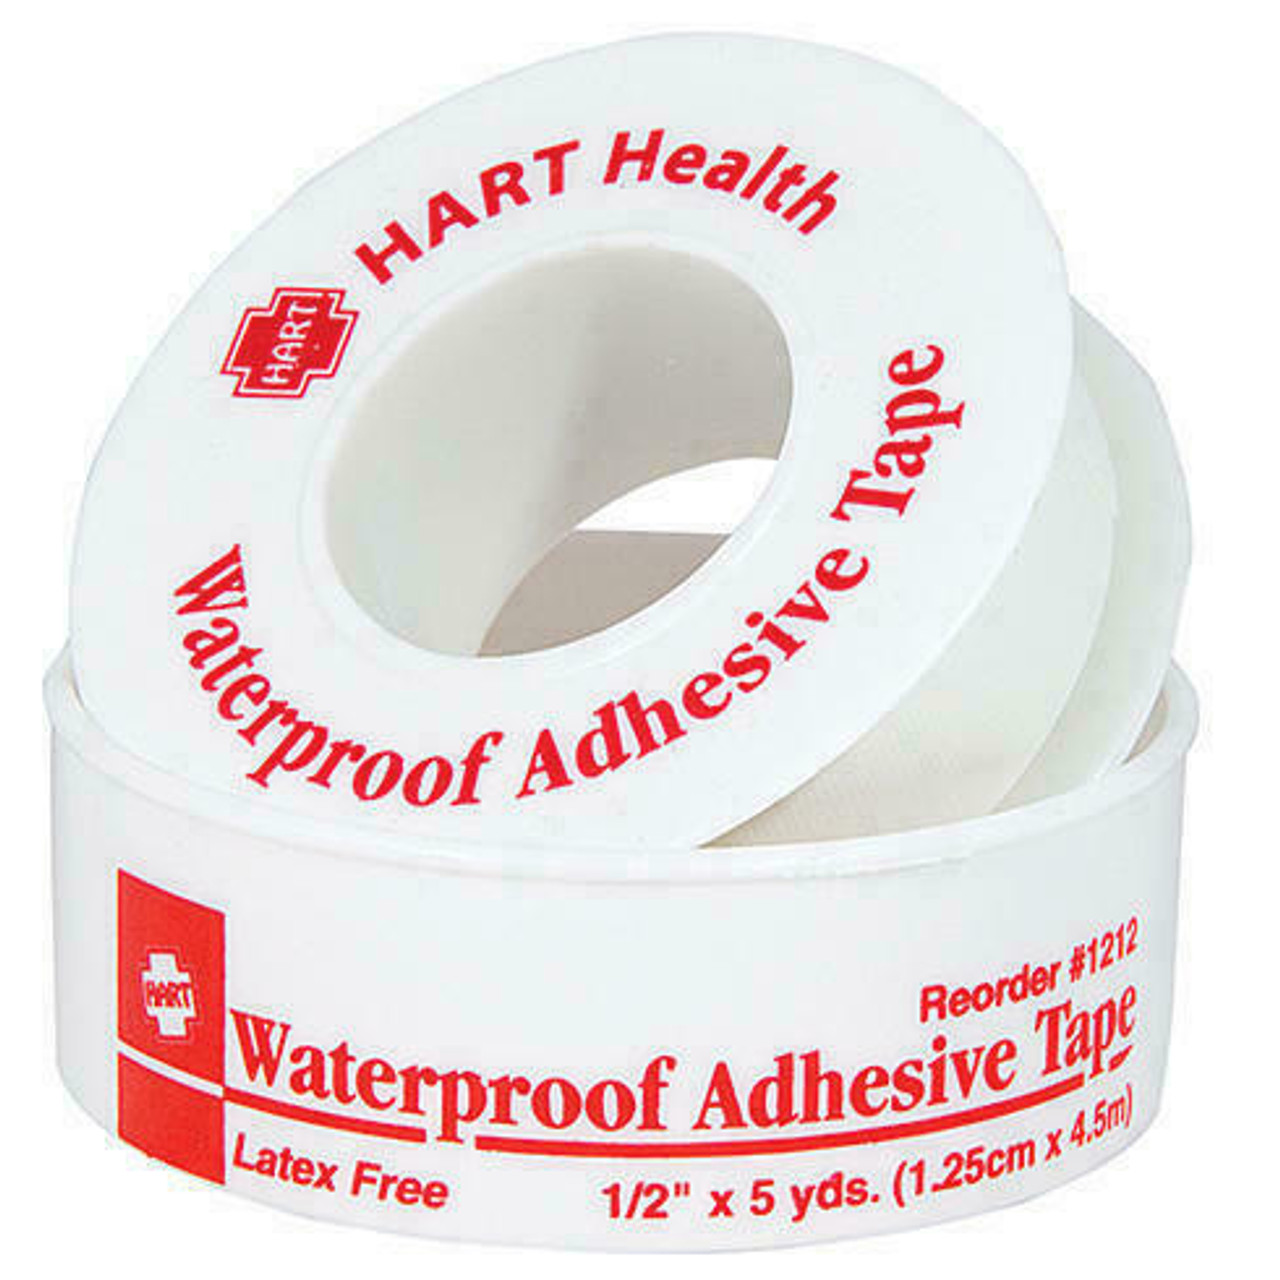 HART Health
HART
Waterproof Adhesive Tape
HART
Reorder #1212
Waterproof Adhesive Tape
Latex Free
1/2" x 5 yds. (1.25cm x 4.5m)